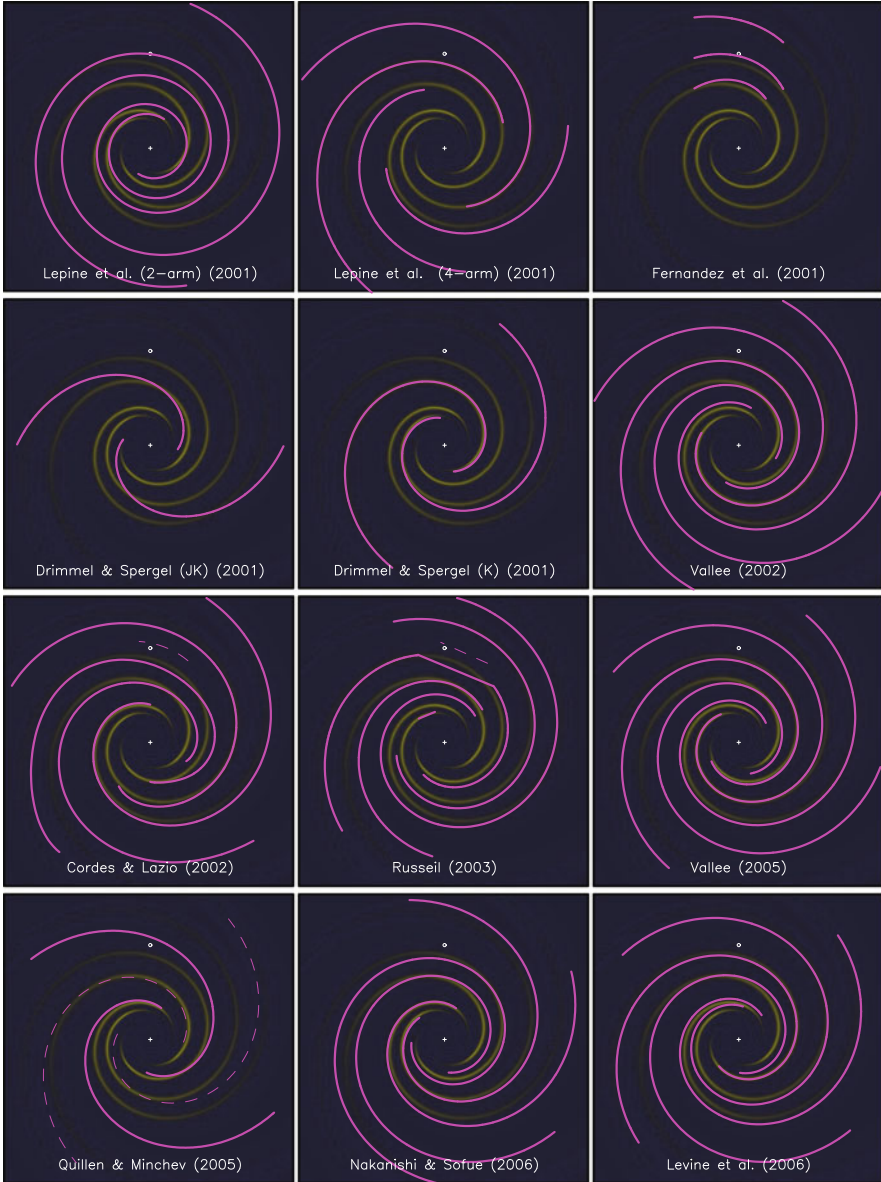 Lepine et al. (2-arm) (2001)
Lepine et al. (4-arm) (2001)
Fernandez et al. (2001)
Drimmel & Spergel (JK) (2001)
Drimmel & Spergel (K) (2001)
Vallee (2002)
Cordes & Lazio (2002)
Russeil (2003)
Vallee (2005)
Quillen & Minchev (2005)
Nakanishi & Sofue (2006)
Levine et al. (2006)